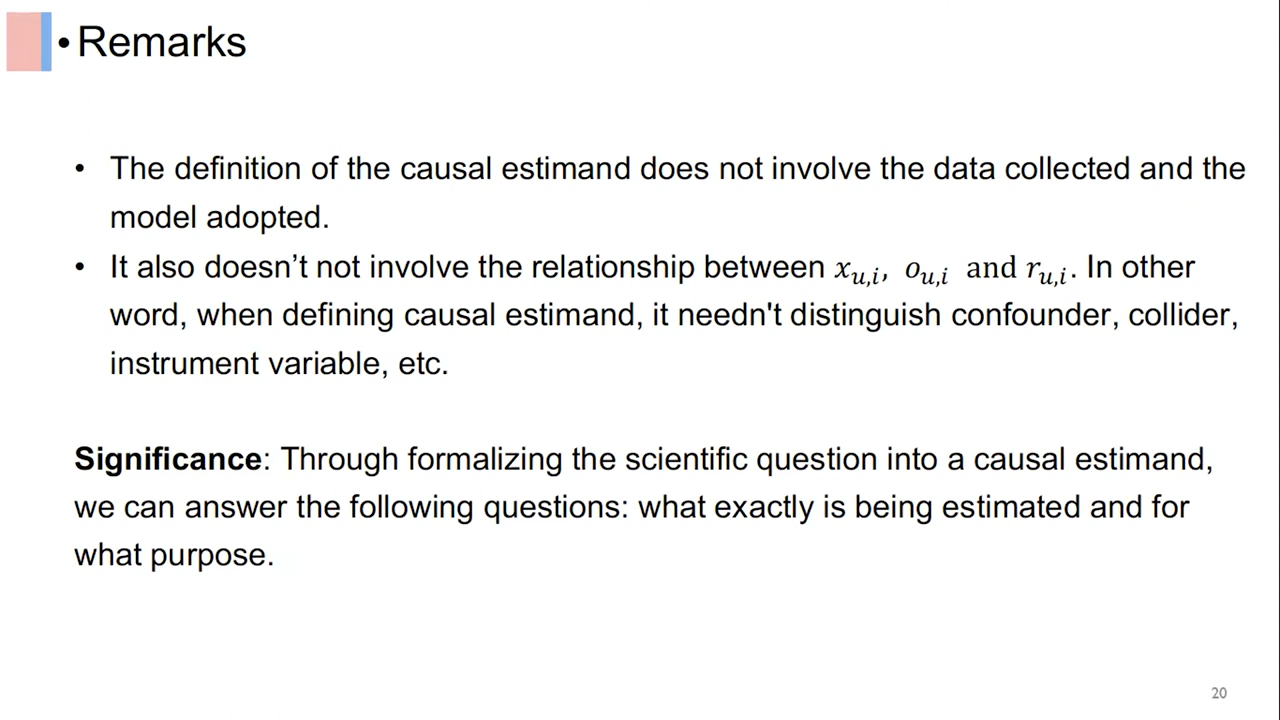 • Remarks
• The definition of the causal estimand does not involve the data collected and the
model adopted.
• It also doesn’t not involve the relationship between x_{u,i}, o_{u,i} and r_{u,i}. In other
word, when defining causal estimand, it needn't distinguish confounder, collider,
instrument variable, etc.
Significance: Through formalizing the scientific question into a causal estimand,
we can answer the following questions: what exactly is being estimated and for
what purpose.
20